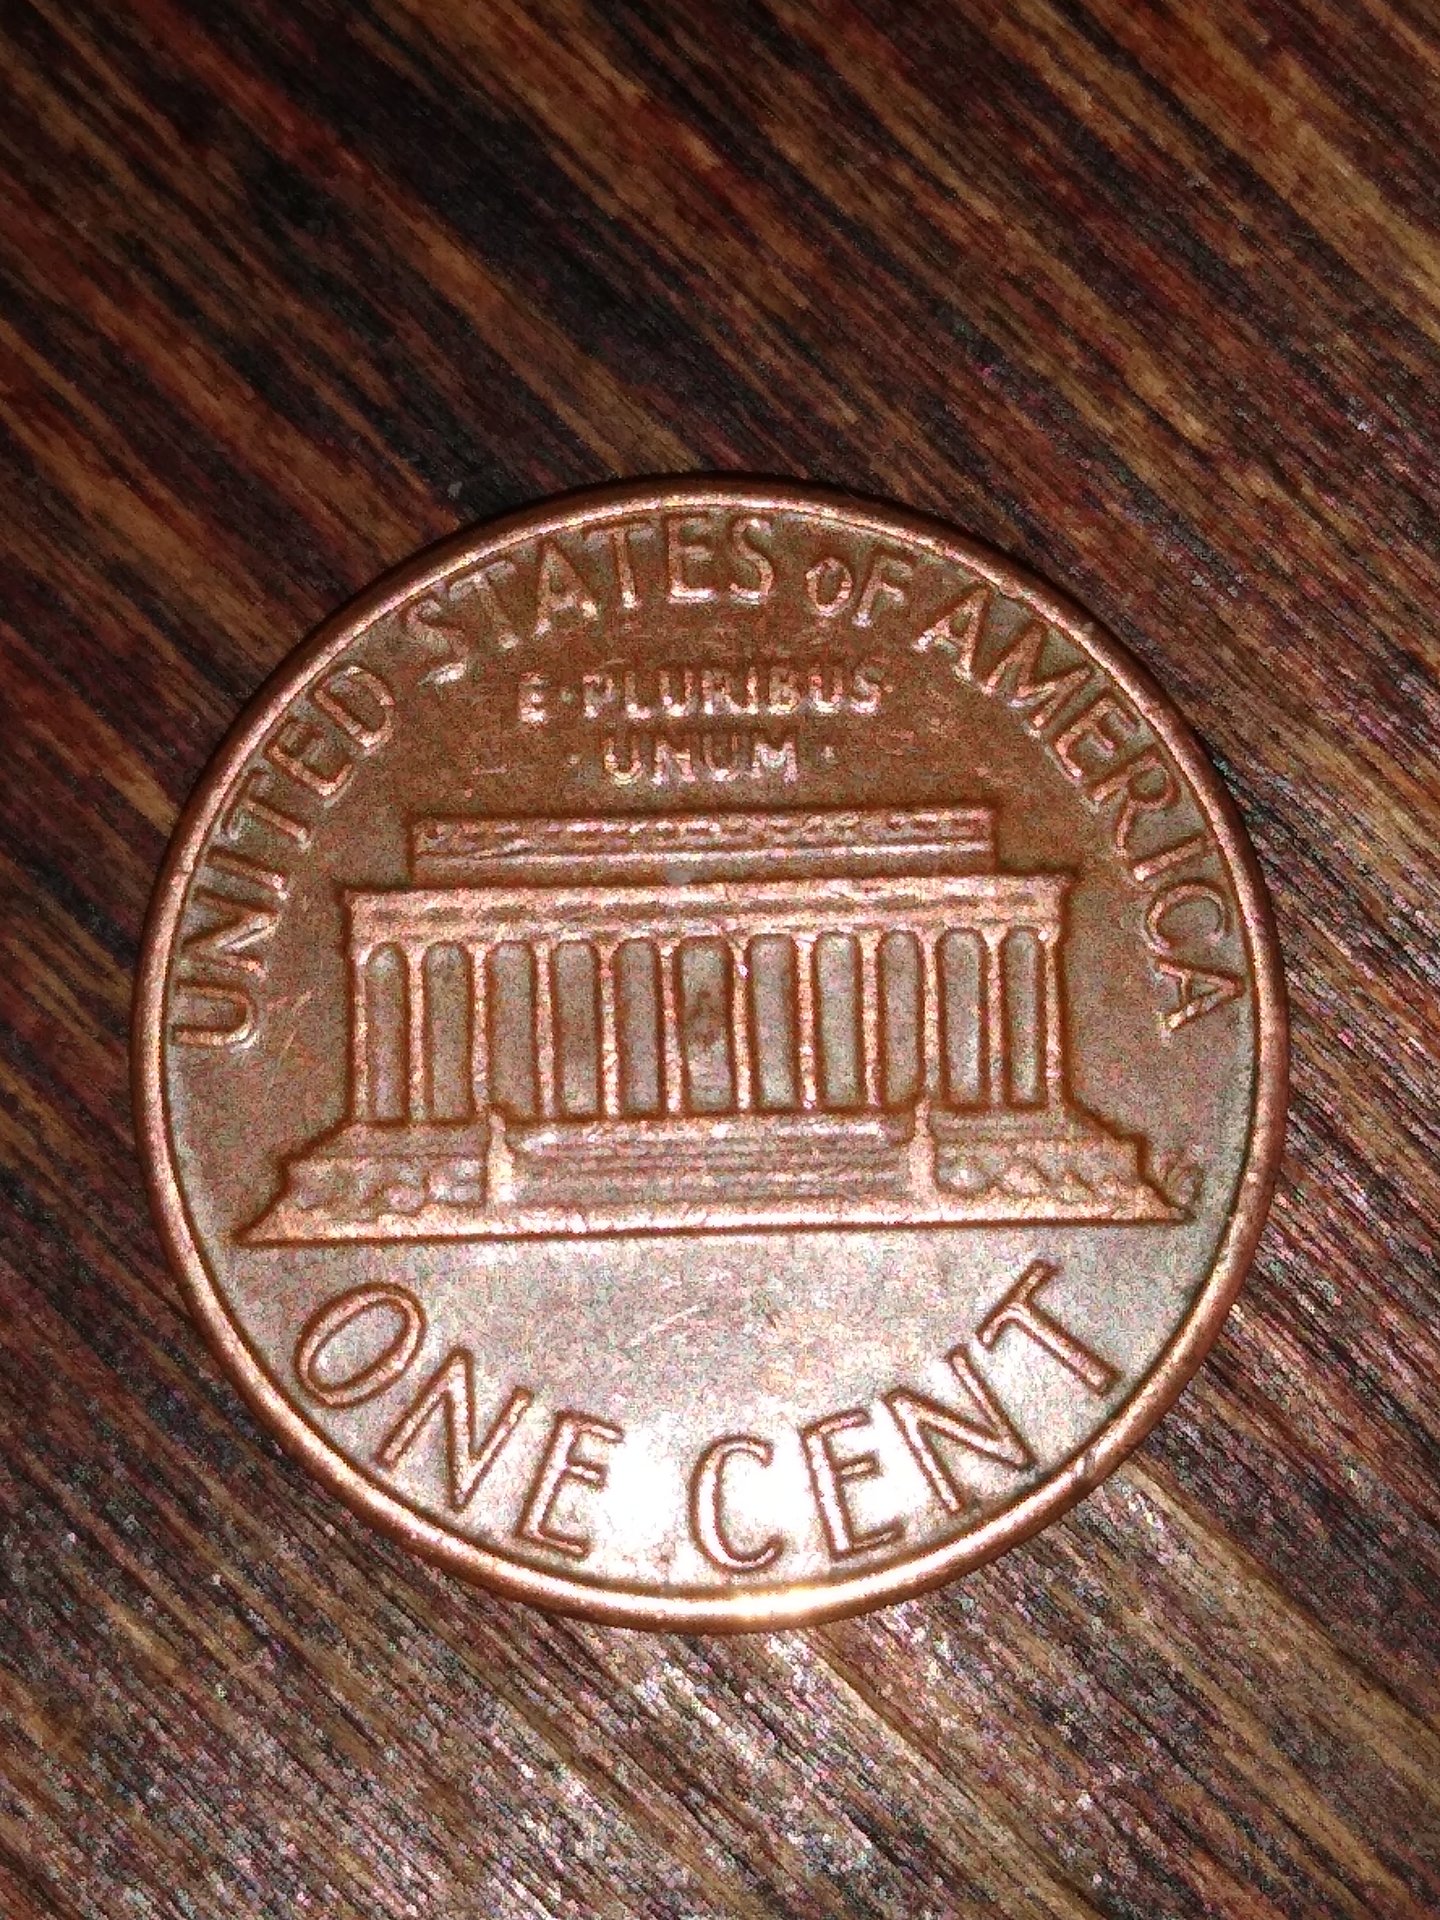 UNITED STATES OF AMERICA
E·PLURIBUS
·UNUM·
ONE CENT